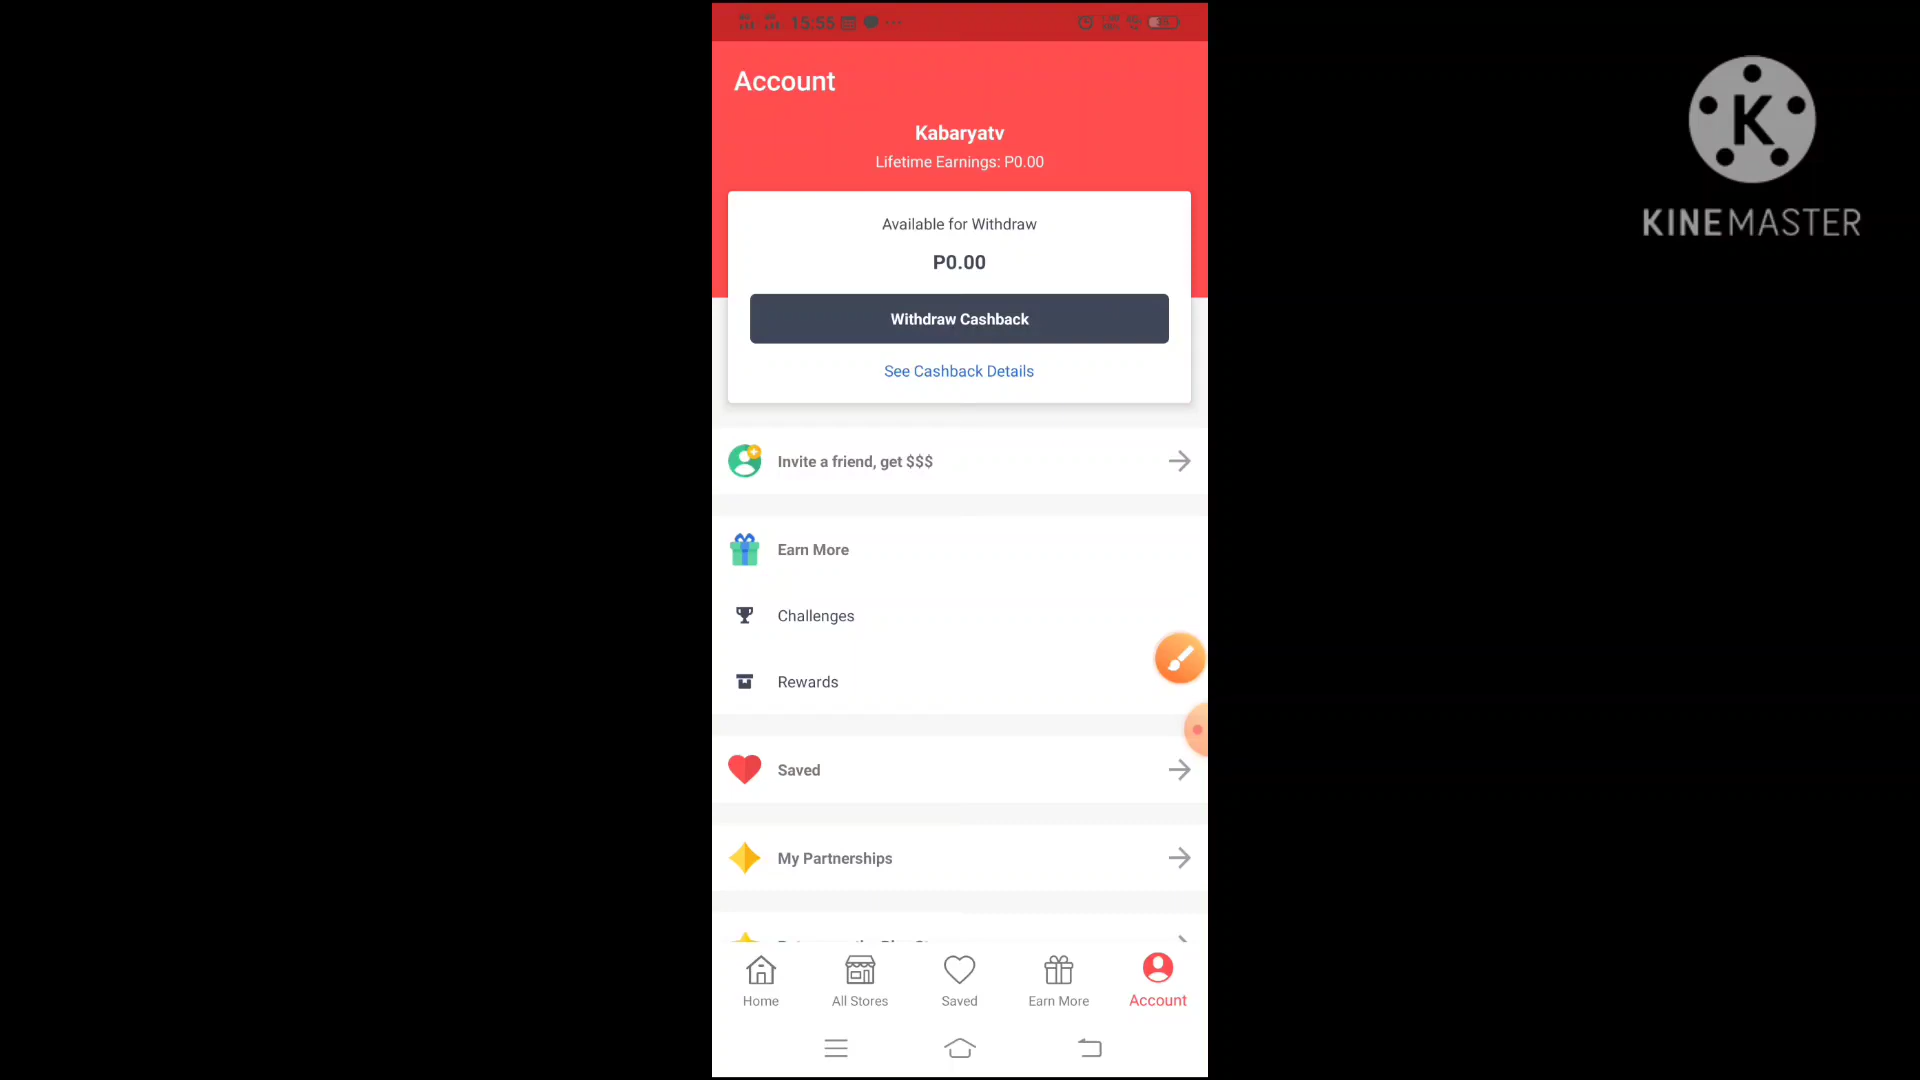 15:55
Account
Kabaryatv
Lifetime Earnings: P0.00
Available for Withdraw
P0.00
Withdraw Cashback
See Cashback Details
Invite a friend, get $$$
Earn More
Challenges
Rewards
Saved
My Partnerships
Home
All Stores
Saved
Earn More
Account
K
KINEMASTER